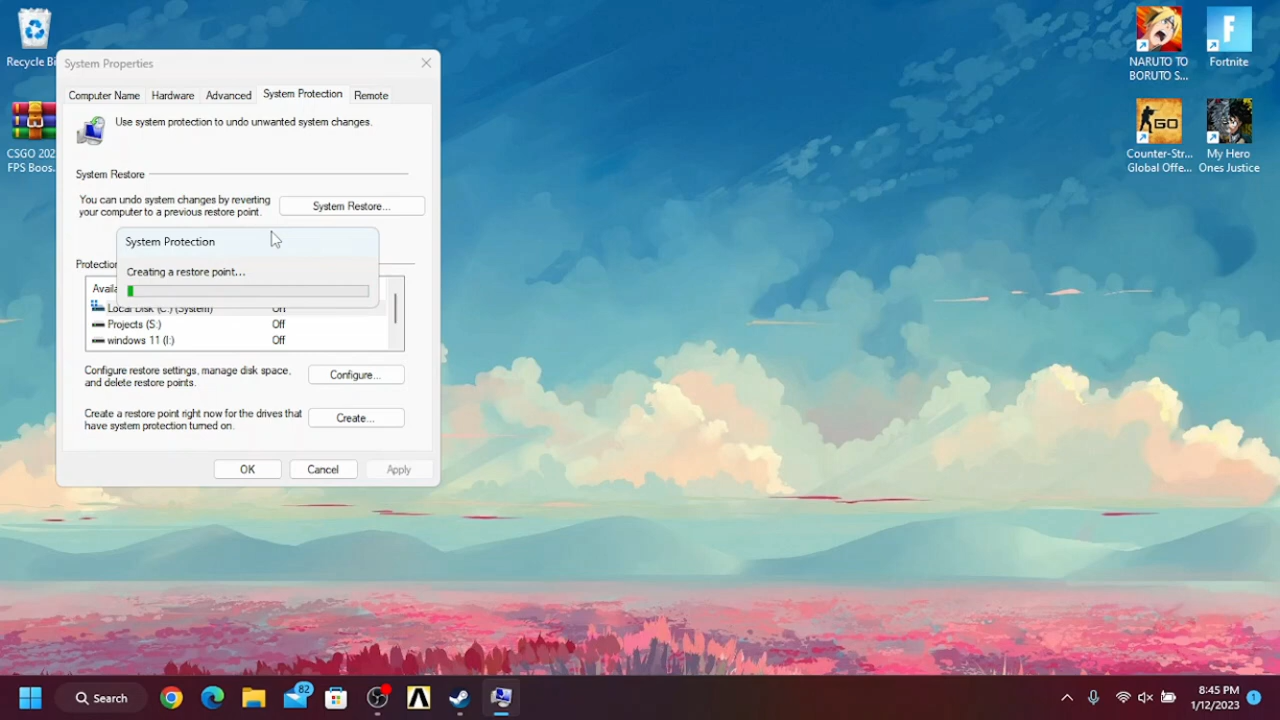 Recycle Bi
CSGO 202
FPS Boos...
System Properties
Computer Name
Hardware
Advanced
System Protection
Remote
Use system protection to undo unwanted system changes.
System Restore
You can undo system changes by reverting
your computer to a previous restore point.
System Restore...
System Protection
Creating a restore point...
Protection
Availa
Local Disk (C:) (System) On
Projects (S:) Off
windows 11 (I:) Off
Configure restore settings, manage disk space,
and delete restore points.
Configure...
Create a restore point right now for the drives that
have system protection turned on.
Create...
OK
Cancel
Apply
NARUTO TO
BORUTO S...
Fortnite
GO
Counter-Str...
Global Offe...
My Hero
Ones Justice
Search
82
8:45 PM
1/12/2023
1